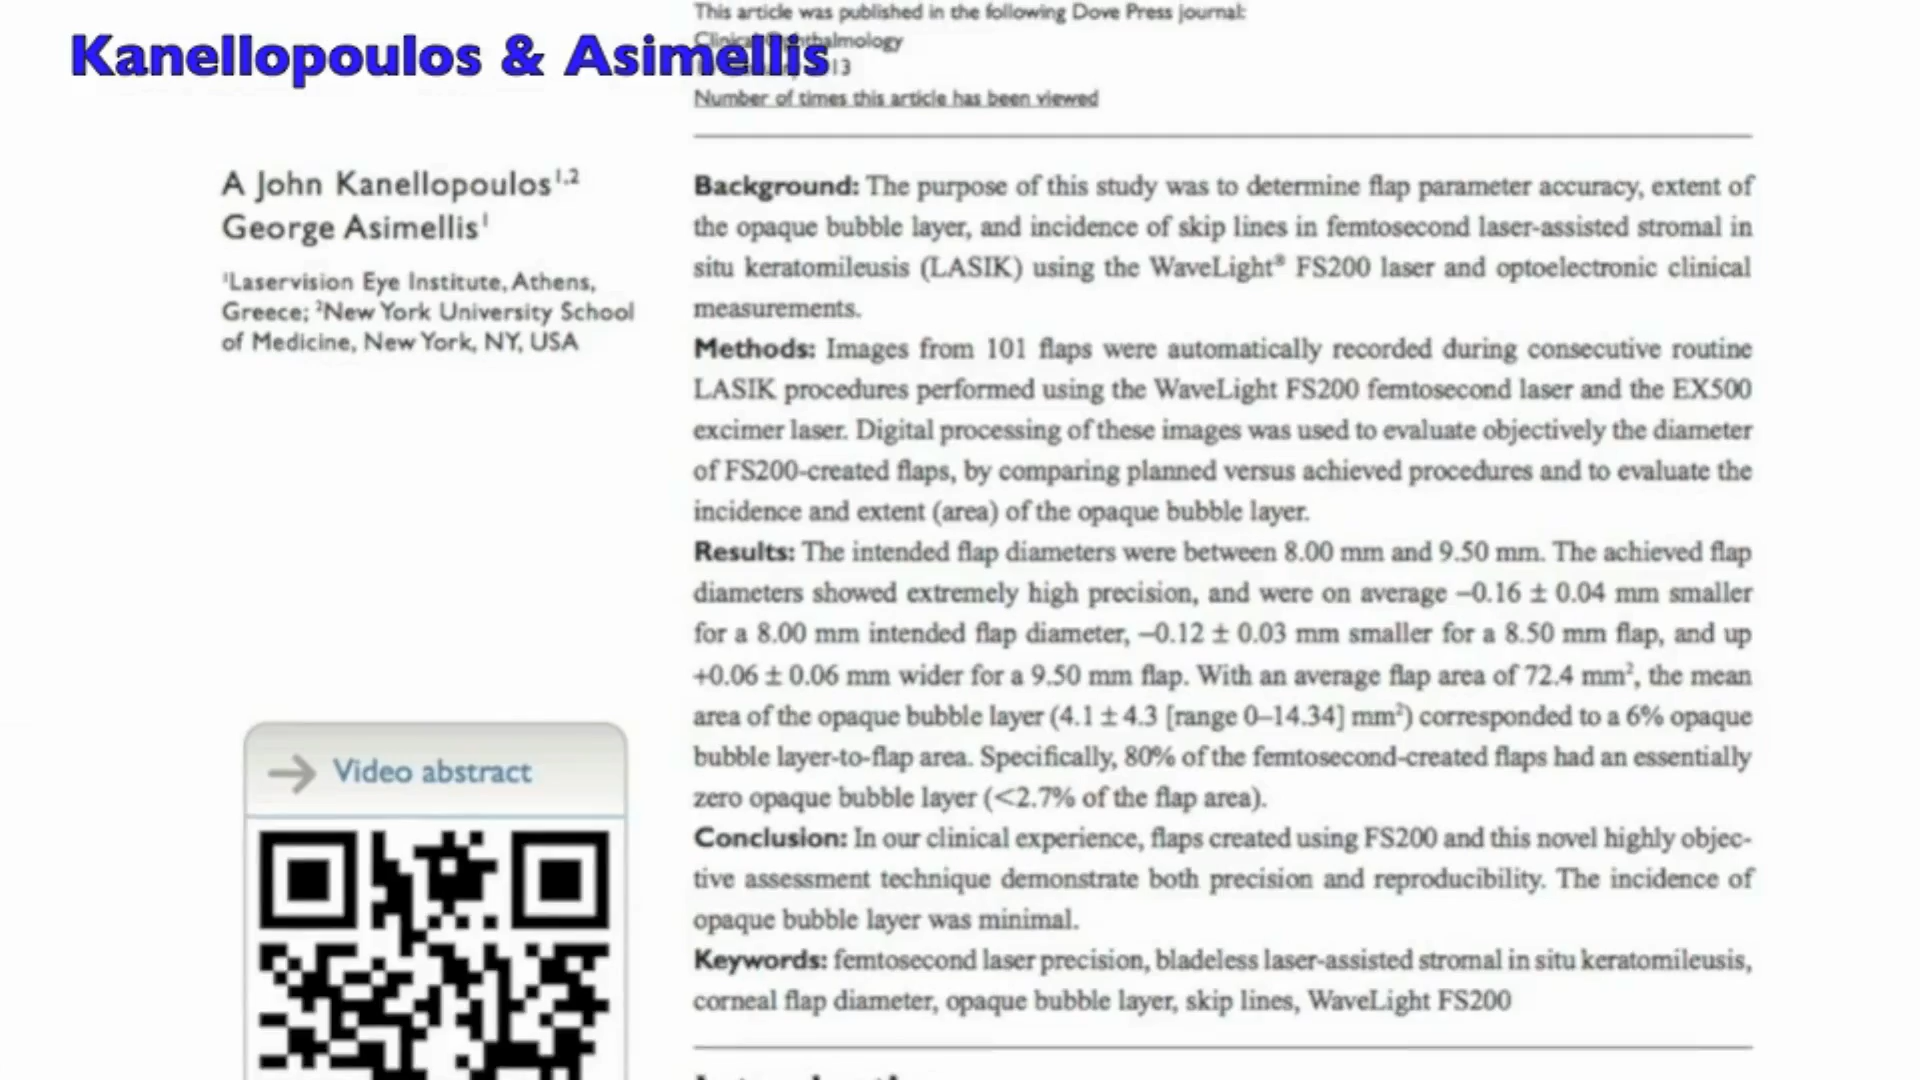 This article was published in the following Dove Press journal:
Kanellopoulos & Asimellis
Clinical Ophthalmology
13
Number of times this article has been viewed
A John Kanellopoulos1,2
George Asimellis1
1Laservision Eye Institute, Athens,
Greece; 2New York University School
of Medicine, New York, NY, USA
Background: The purpose of this study was to determine flap parameter accuracy, extent of
the opaque bubble layer, and incidence of skip lines in femtosecond laser-assisted stromal in
situ keratomileusis (LASIK) using the WaveLight® FS200 laser and optoelectronic clinical
measurements.
Methods: Images from 101 flaps were automatically recorded during consecutive routine
LASIK procedures performed using the WaveLight FS200 femtosecond laser and the EX500
excimer laser. Digital processing of these images was used to evaluate objectively the diameter
of FS200-created flaps, by comparing planned versus achieved procedures and to evaluate the
incidence and extent (area) of the opaque bubble layer.
Results: The intended flap diameters were between 8.00 mm and 9.50 mm. The achieved flap
diameters showed extremely high precision, and were on average −0.16 ± 0.04 mm smaller
for a 8.00 mm intended flap diameter, −0.12 ± 0.03 mm smaller for a 8.50 mm flap, and up
+0.06 ± 0.06 mm wider for a 9.50 mm flap. With an average flap area of 72.4 mm², the mean
area of the opaque bubble layer (4.1 ± 4.3 [range 0–14.34] mm²) corresponded to a 6% opaque
bubble layer-to-flap area. Specifically, 80% of the femtosecond-created flaps had an essentially
zero opaque bubble layer (<2.7% of the flap area).
Conclusion: In our clinical experience, flaps created using FS200 and this novel highly objec-
tive assessment technique demonstrate both precision and reproducibility. The incidence of
opaque bubble layer was minimal.
Keywords: femtosecond laser precision, bladeless laser-assisted stromal in situ keratomileusis,
corneal flap diameter, opaque bubble layer, skip lines, WaveLight FS200
Video abstract